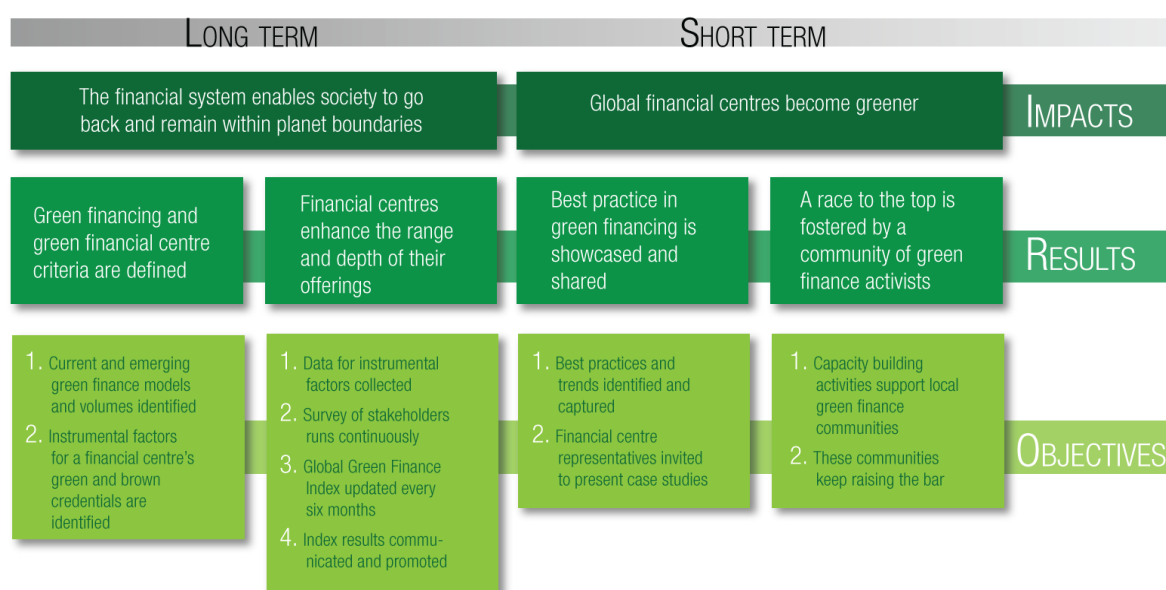 LONG TERM
SHORT TERM
The financial system enables society to go
back and remain within planet boundaries
Global financial centres become greener
IMPACTS
Green financing and
green financial centre
criteria are defined
Financial centres
enhance the range
and depth of their
offerings
Best practice in
green financing is
showcased and
shared
A race to the top is
fostered by a
community of green
finance activists
RESULTS
1. Current and emerging
green finance models
and volumes identified
2. Instrumental factors
for a financial centre's
green and brown
credentials are
identified
1. Data for instrumental
factors collected
2. Survey of stakeholders
runs continuously
3. Global Green Finance
Index updated every
six months
4. Index results commu-
nicated and promoted
1. Best practices and
trends identified and
captured
2. Financial centre
representatives invited
to present case studies
1. Capacity building
activities support local
green finance
communities
2. These communities
keep raising the bar
OBJECTIVES